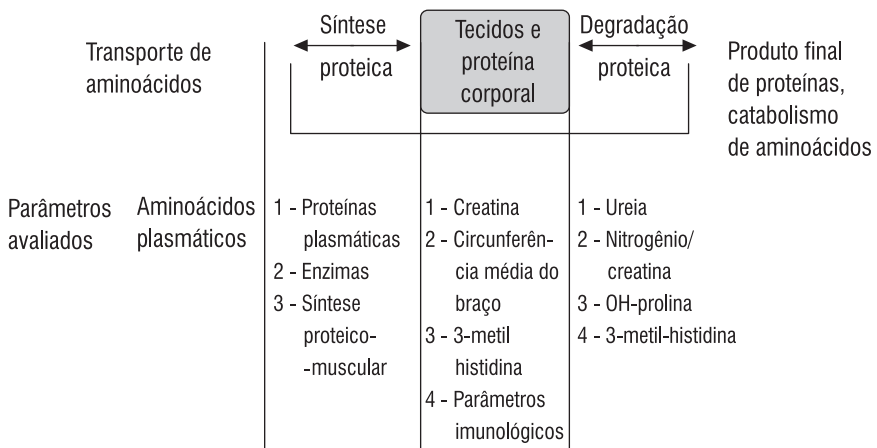 Transporte de
aminoácidos
Síntese
proteica
Tecidos e
proteína
corporal
Degradação
proteica
Produto final
de proteínas,
catabolismo
de aminoácidos
Parâmetros
avaliados
Aminoácidos
plasmáticos
1 - Proteínas
plasmáticas
2 - Enzimas
3 - Síntese
proteico-
-muscular
1 - Creatina
2 - Circunferên-
cia média do
braço
3 - 3-metil
histidina
4 - Parâmetros
imunológicos
1 - Ureia
2 - Nitrogênio/
creatina
3 - OH-prolina
4 - 3-metil-histidina